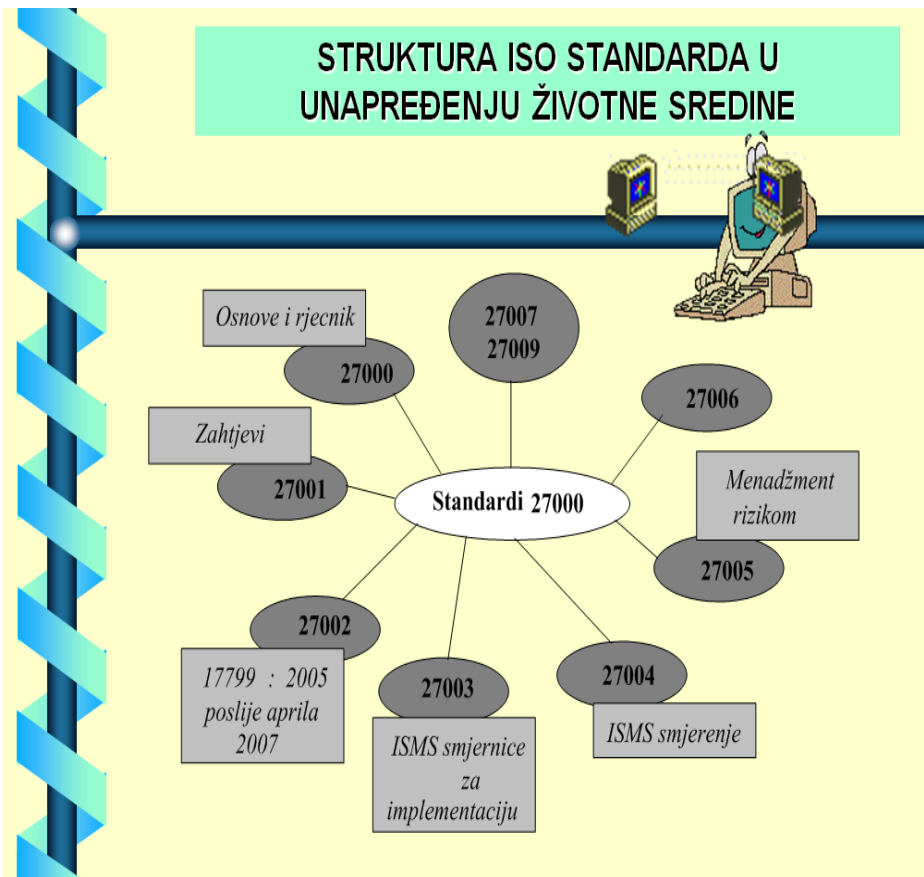 STRUKTURA ISO STANDARDA U
UNAPREĐENJU ŽIVOTNE SREDINE
Osnove i rjecnik
27000
27007
27009
27006
Zahtjevi
27001
Standardi 27000
Menadžment
rizikom
27005
27002
17799 : 2005
poslije aprila
2007
27003
ISMS smjernice
za
implementaciju
27004
ISMS smjerenje